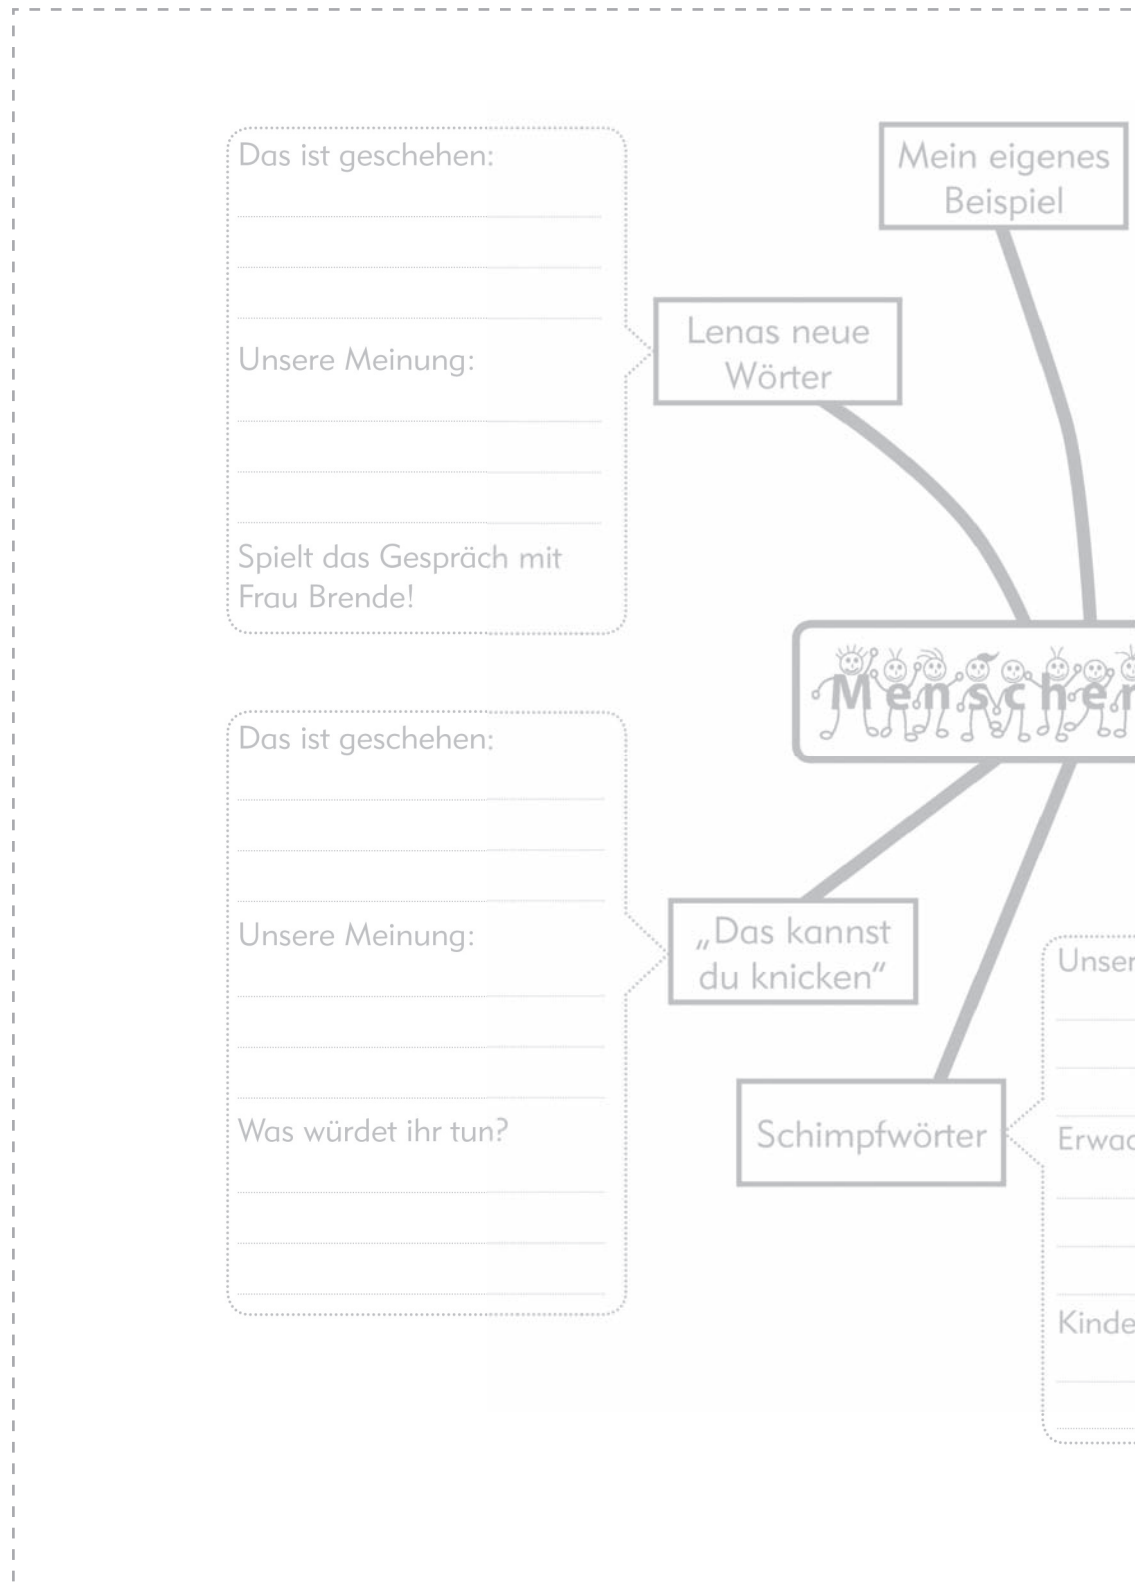 Das ist geschehen:
Unsere Meinung:
Spielt das Gespräch mit
Frau Brende!
Mein eigenes
Beispiel
Lenas neue
Wörter
Das ist geschehen:
Unsere Meinung:
Was würdet ihr tun?
„Das kannst
du knicken“
Schimpfwörter